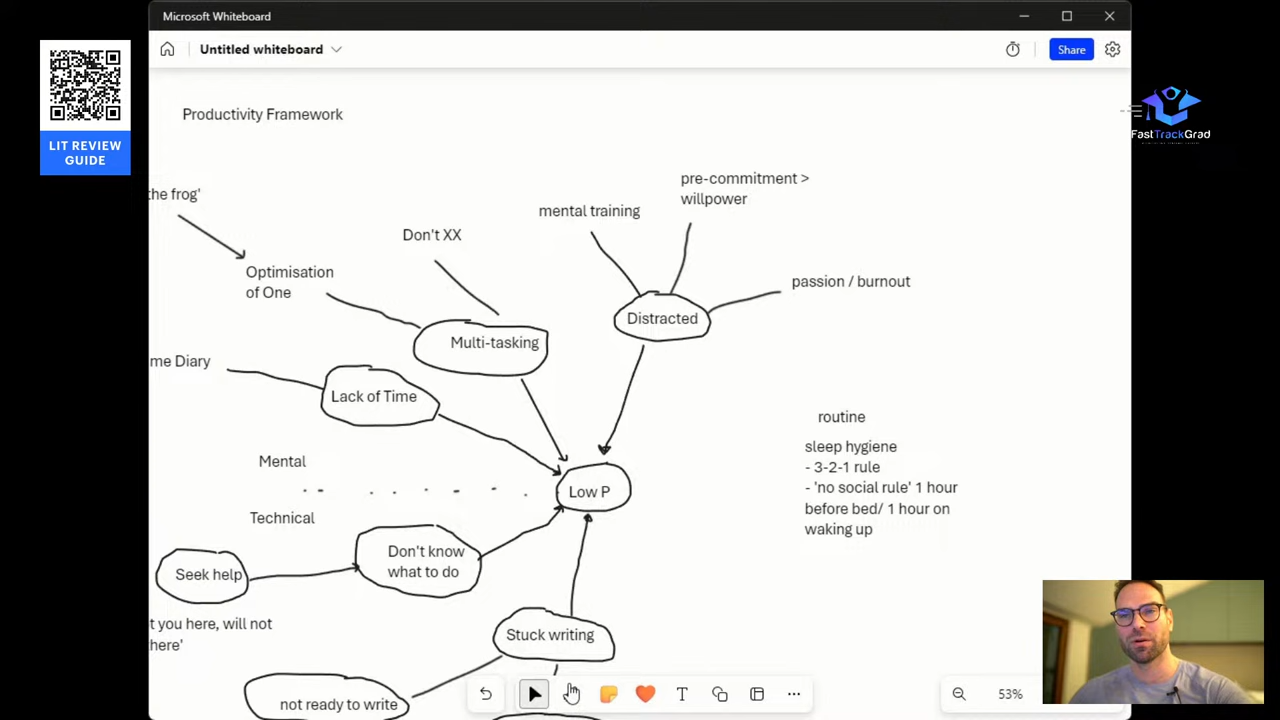 Microsoft Whiteboard
Untitled whiteboard
Share
LIT REVIEW
GUIDE
FastTrackGrad
Productivity Framework
the frog'
Optimisation
of One
Don't XX
mental training
pre-commitment >
willpower
passion / burnout
Distracted
Multi-tasking
me Diary
Lack of Time
Mental
Technical
Low P
routine
sleep hygiene
- 3-2-1 rule
- 'no social rule' 1 hour
before bed/ 1 hour on
waking up
Don't know
what to do
Seek help
t you here, will not
here'
Stuck writing
not ready to write
53%